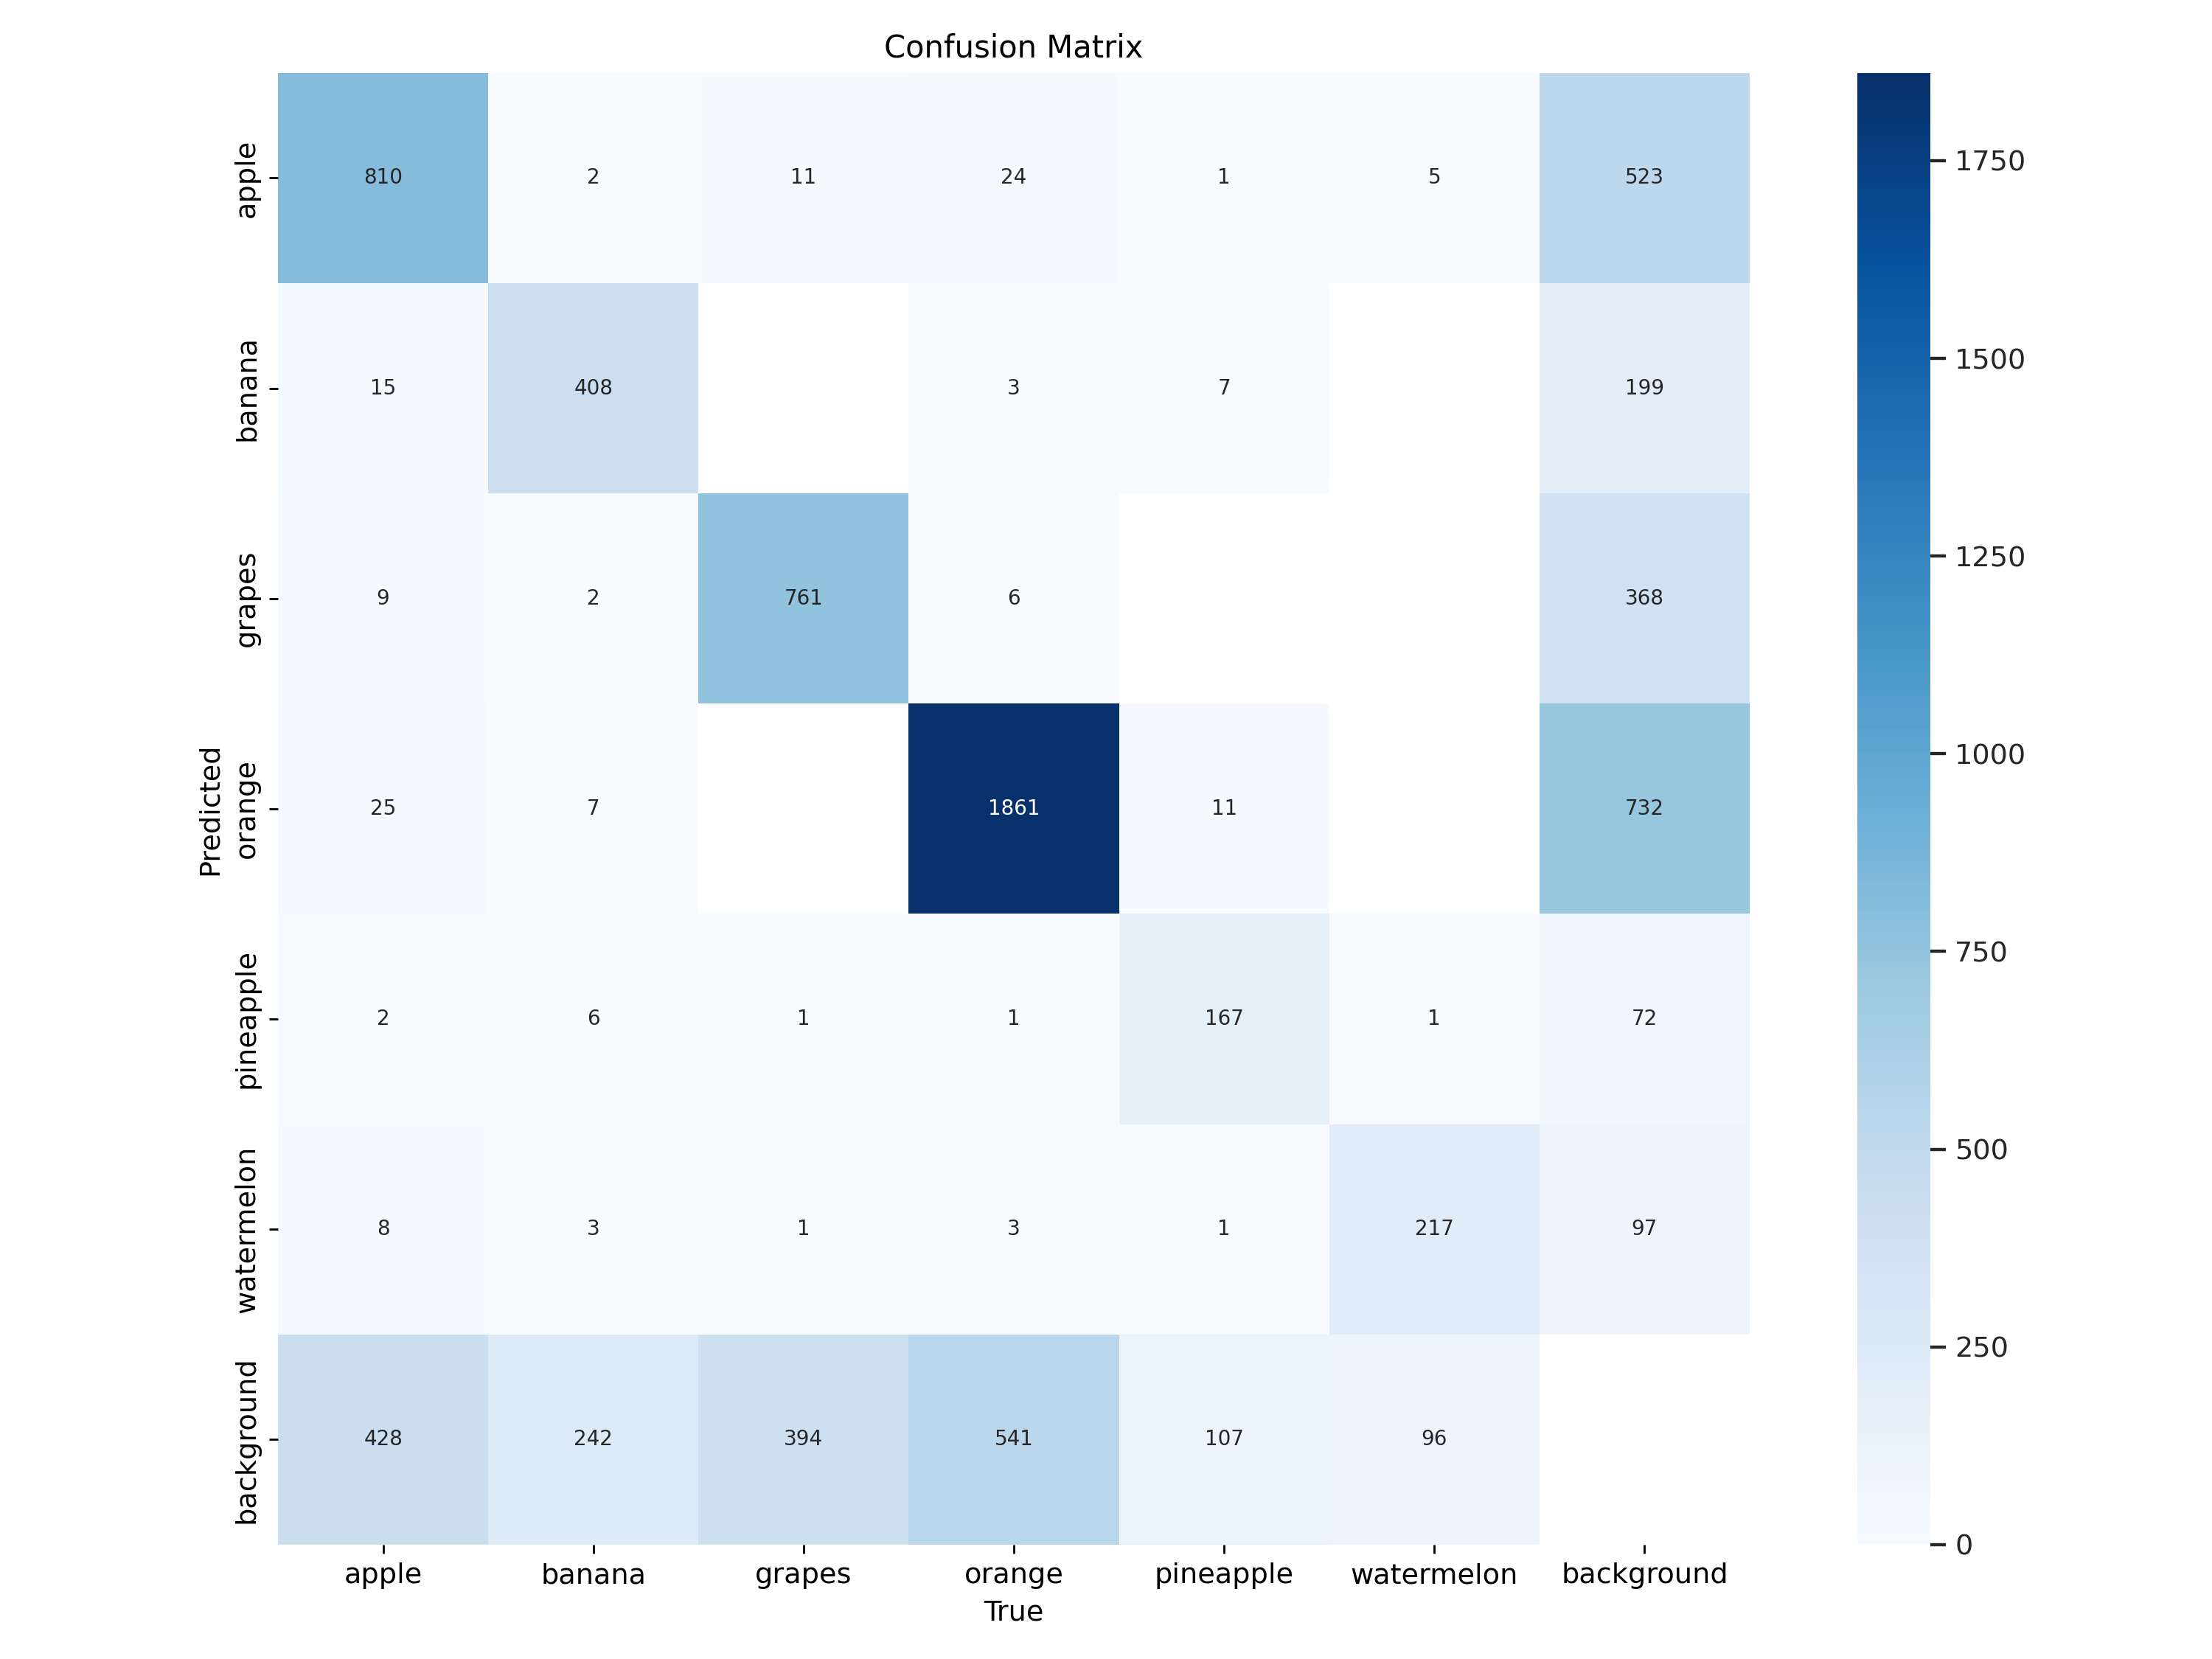 Confusion Matrix
apple 810 2 11 24 1 5 523
banana 15 408 3 7 199
grapes 9 2 761 6 368
orange 25 7 1861 11 732
pineapple 2 6 1 1 167 1 72
watermelon 8 3 1 3 1 217 97
background 428 242 394 541 107 96
Predicted
apple banana grapes orange pineapple watermelon background
True
1750
1500
1250
1000
750
500
250
0